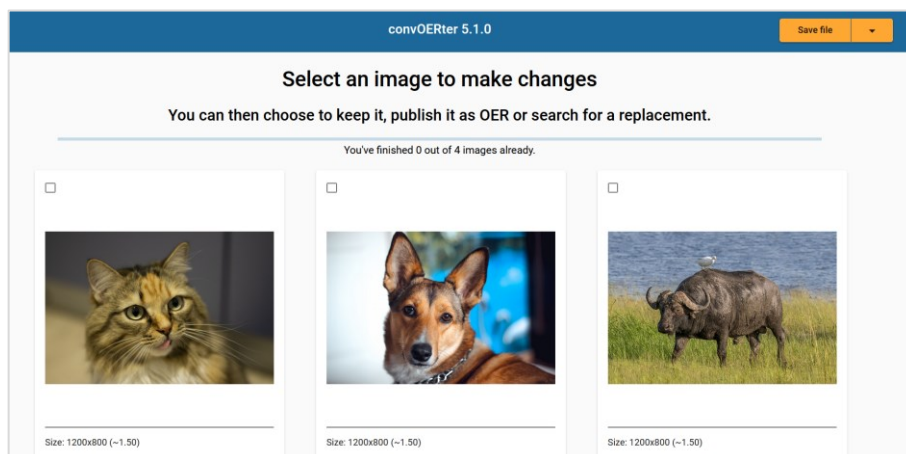 convOERter 5.1.0
Save file
Select an image to make changes
You can then choose to keep it, publish it as OER or search for a replacement.
You've finished 0 out of 4 images already.
Size: 1200x800 (~1.50)
Size: 1200x800 (~1.50)
Size: 1200x800 (~1.50)